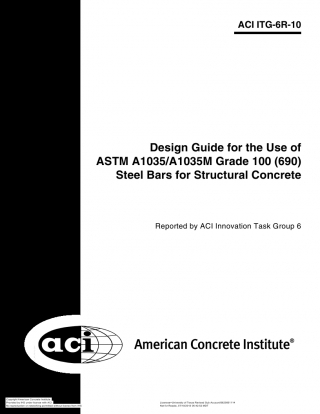 ACI ITG-6R-10
Design Guide for the Use of
ASTM A1035/A1035M Grade 100 (690)
Steel Bars for Structural Concrete
Reported by ACI Innovation Task Group 6
aci
American Concrete Institute®